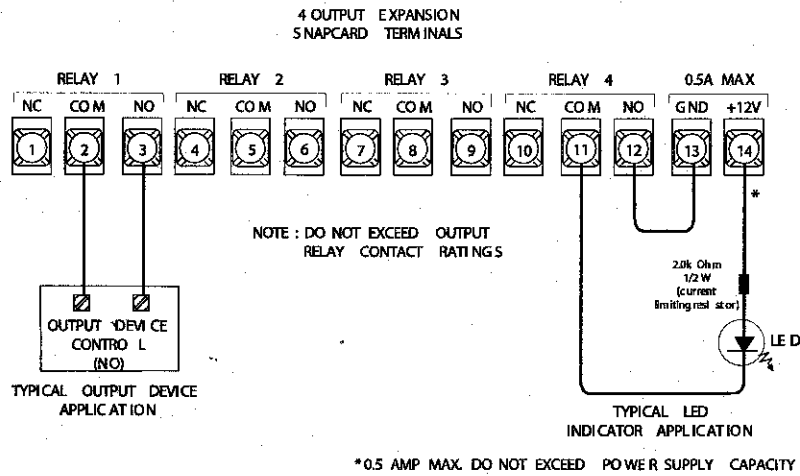 4 OUTPUT EXPANSION
SNAPCARD TERMINALS
RELAY 1 RELAY 2 RELAY 3 RELAY 4 0.5A MAX
NC COM NO NC COM NO NC COM NO NC COM NO GND +12V
1 2 3 4 5 6 7 8 9 10 11 12 13 14
*
NOTE : DO NOT EXCEED OUTPUT
RELAY CONTACT RATINGS
2.0k Ohm
1/2 W
(current
limiting resistor)
OUTPUT DEVICE
CONTROL
(NO)
LED
TYPICAL OUTPUT DEVICE
APPLICATION
TYPICAL LED
INDICATOR APPLICATION
*0.5 AMP MAX. DO NOT EXCEED POWER SUPPLY CAPACITY